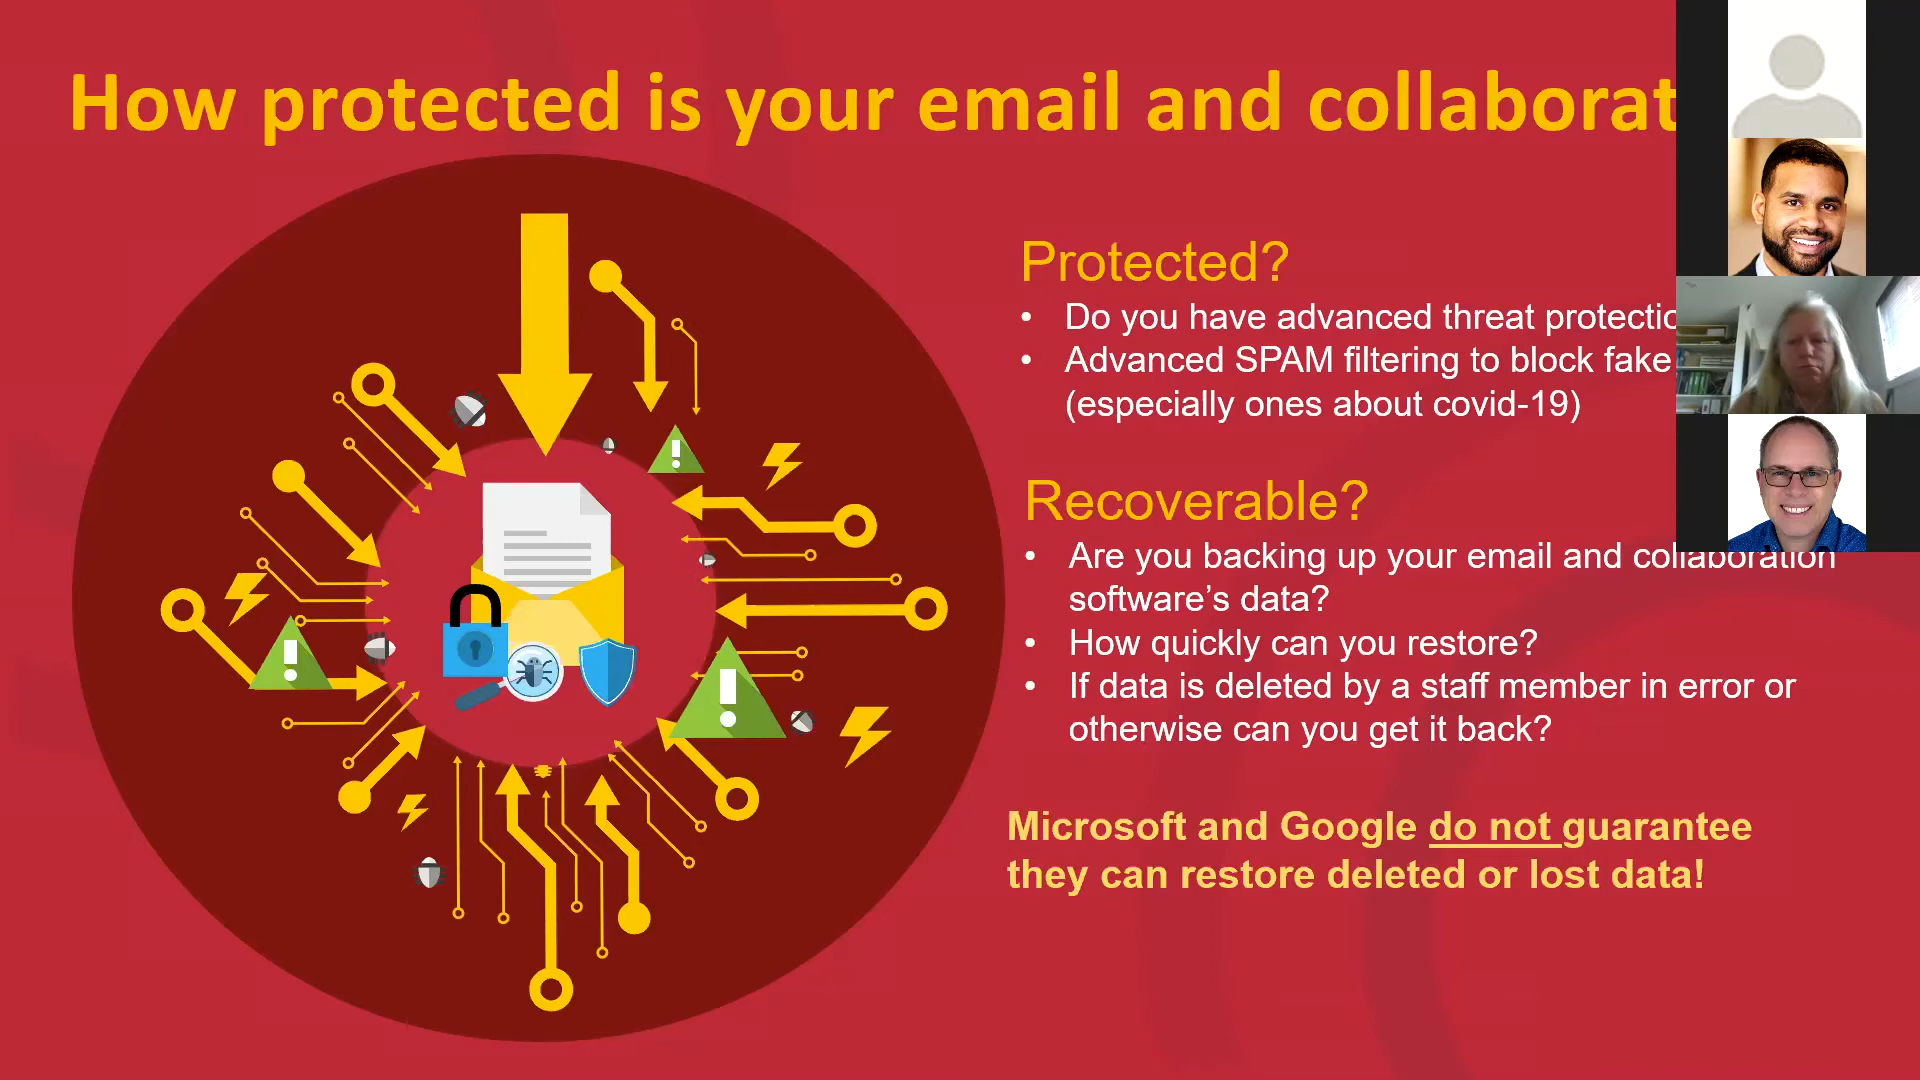 How protected is your email and collaborat
Protected?
• Do you have advanced threat protectio
• Advanced SPAM filtering to block fake
(especially ones about covid-19)
Recoverable?
• Are you backing up your email and collaboration
software’s data?
• How quickly can you restore?
• If data is deleted by a staff member in error or
otherwise can you get it back?
Microsoft and Google do not guarantee
they can restore deleted or lost data!